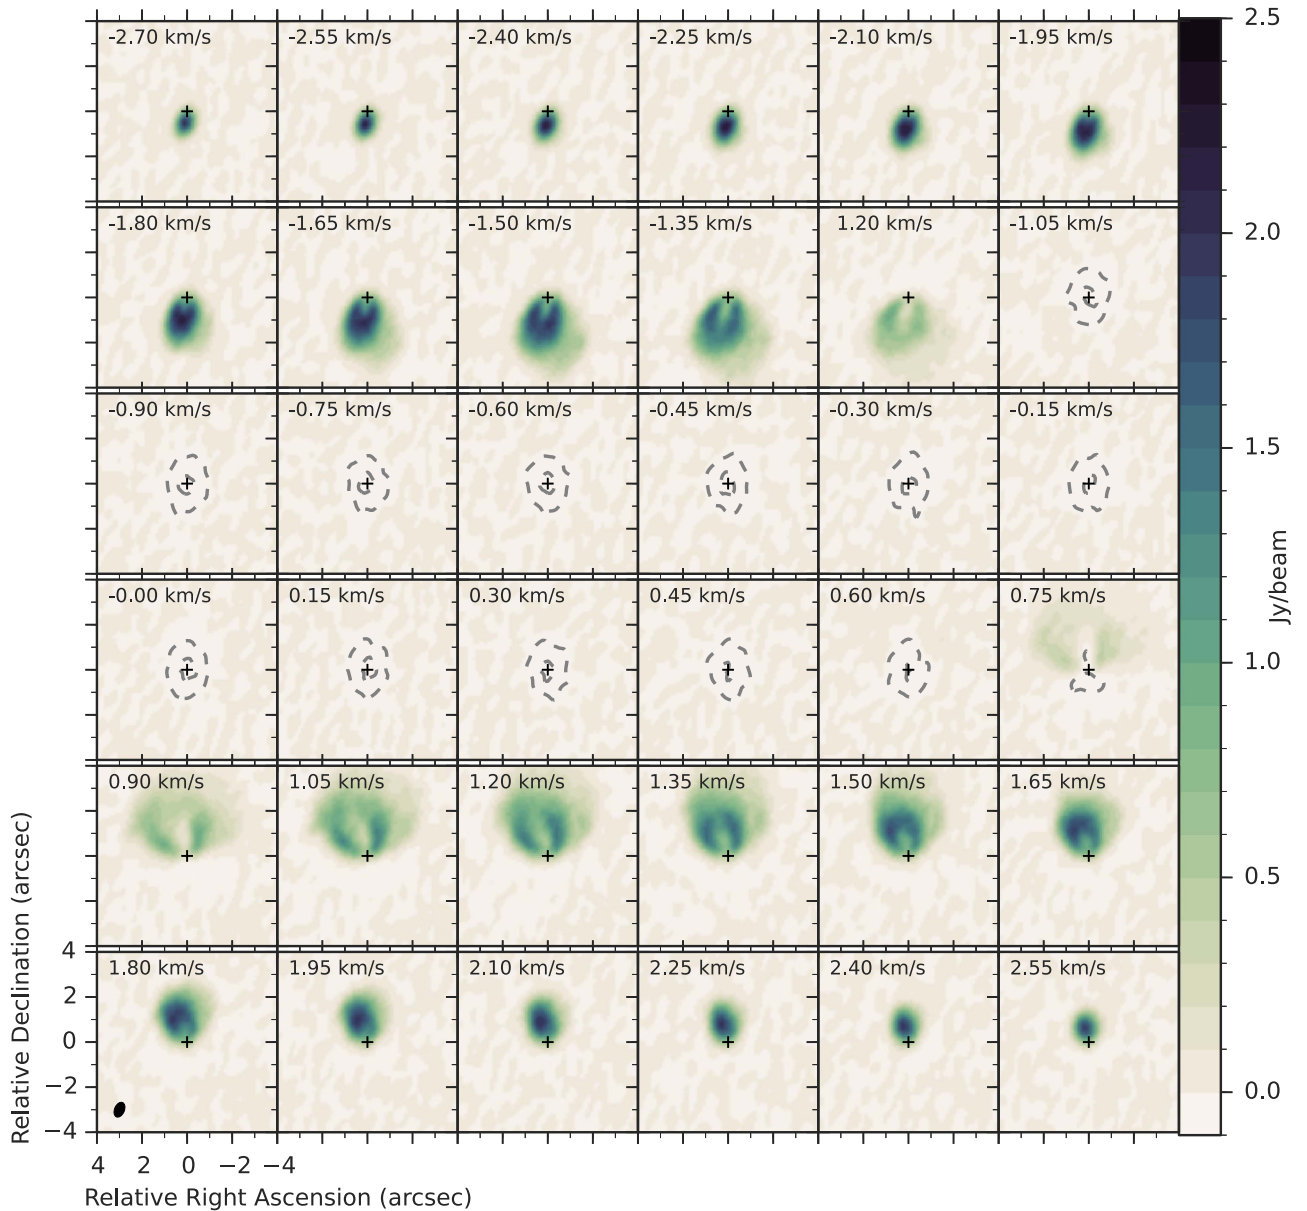 -2.70 km/s -2.55 km/s -2.40 km/s -2.25 km/s -2.10 km/s -1.95 km/s
-1.80 km/s -1.65 km/s -1.50 km/s -1.35 km/s 1.20 km/s -1.05 km/s
-0.90 km/s -0.75 km/s -0.60 km/s -0.45 km/s -0.30 km/s -0.15 km/s
-0.00 km/s 0.15 km/s 0.30 km/s 0.45 km/s 0.60 km/s 0.75 km/s
0.90 km/s 1.05 km/s 1.20 km/s 1.35 km/s 1.50 km/s 1.65 km/s
1.80 km/s 1.95 km/s 2.10 km/s 2.25 km/s 2.40 km/s 2.55 km/s
4
2
0
−2
−4
4 2 0 −2 −4
Relative Right Ascension (arcsec)
Relative Declination (arcsec)
2.5
2.0
1.5
1.0
0.5
0.0
Jy/beam